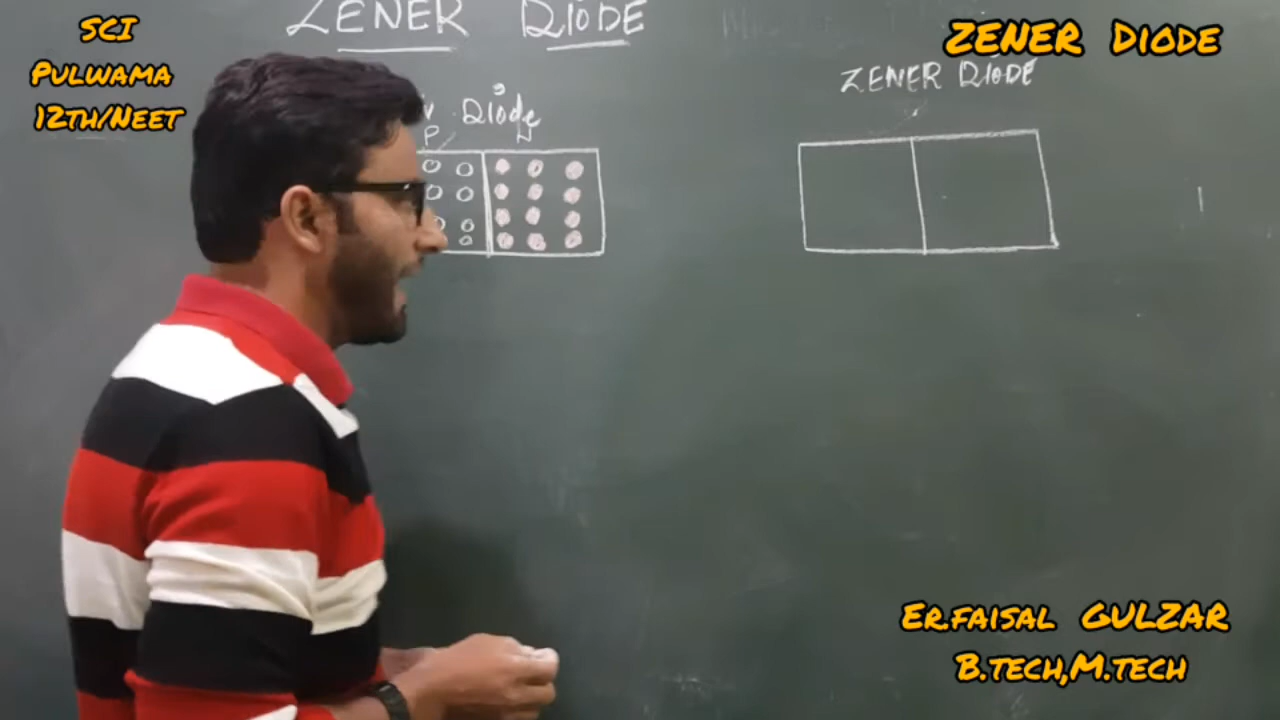 SCI
PULWAMA
12TH/NEET
ZENER DIODE
ZENER DIODE
ZENER DIODE
Diode
P N
ER.FAISAL GULZAR
B.TECH,M.TECH